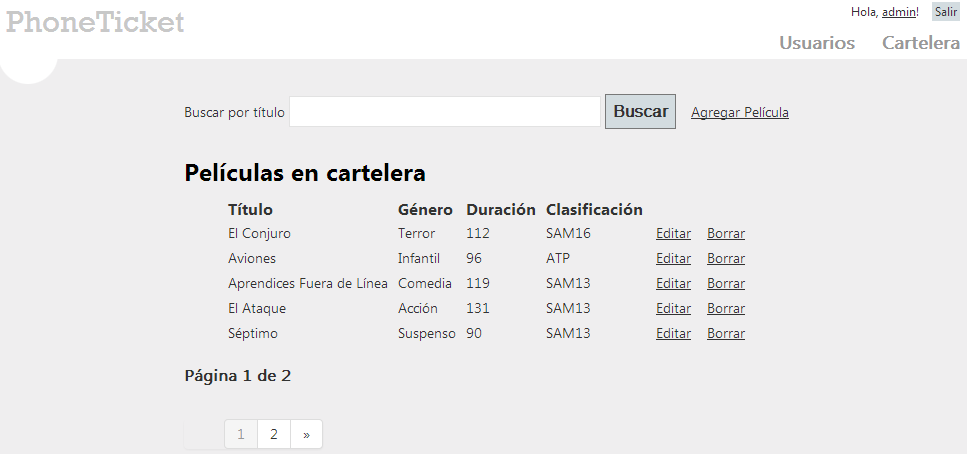 PhoneTicket
Hola, admin! Salir
Usuarios Cartelera
Buscar por título Buscar Agregar Película
Películas en cartelera
Título Género Duración Clasificación
El Conjuro Terror 112 SAM16 Editar Borrar
Aviones Infantil 96 ATP Editar Borrar
Aprendices Fuera de Línea Comedia 119 SAM13 Editar Borrar
El Ataque Acción 131 SAM13 Editar Borrar
Séptimo Suspenso 90 SAM13 Editar Borrar
Página 1 de 2
1 2 »